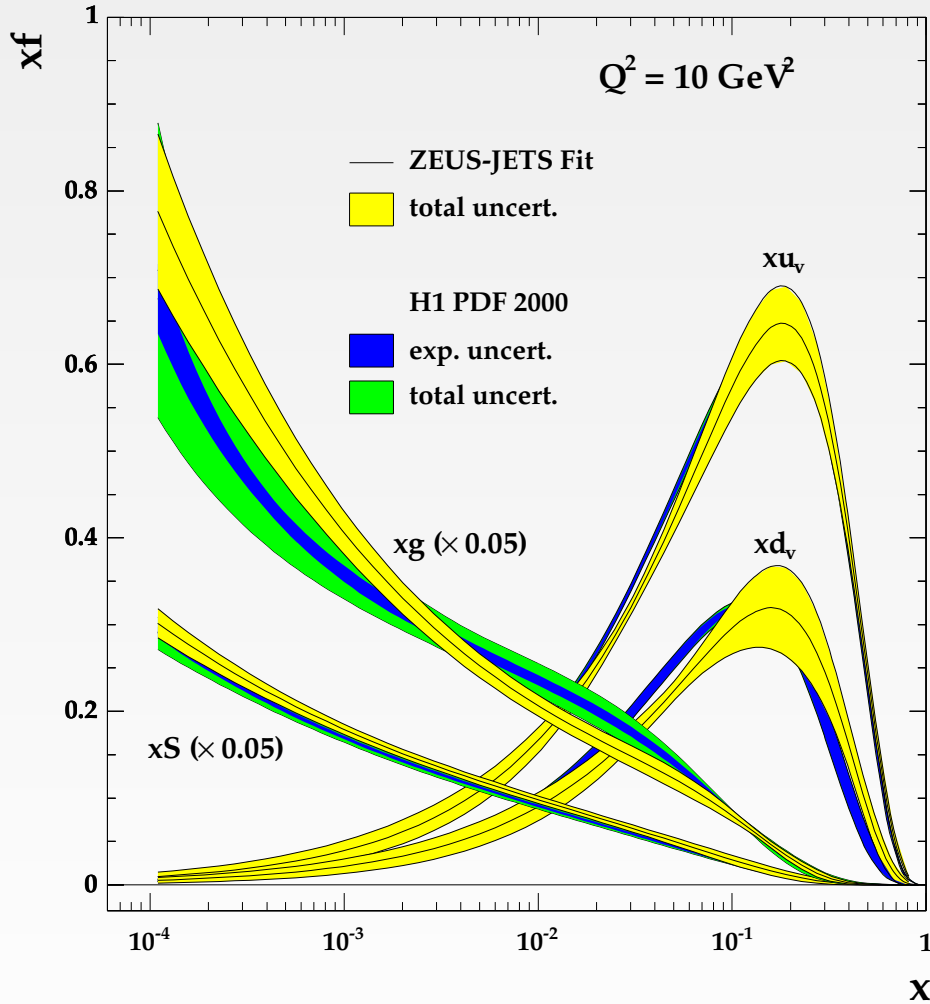 xf
1
Q² = 10 GeV²
ZEUS-JETS Fit
total uncert.
H1 PDF 2000
exp. uncert.
total uncert.
0.8
xuᵥ
0.6
xg (× 0.05)
xdᵥ
0.4
0.2
xS (× 0.05)
0
10⁻⁴ 10⁻³ 10⁻² 10⁻¹ 1
x